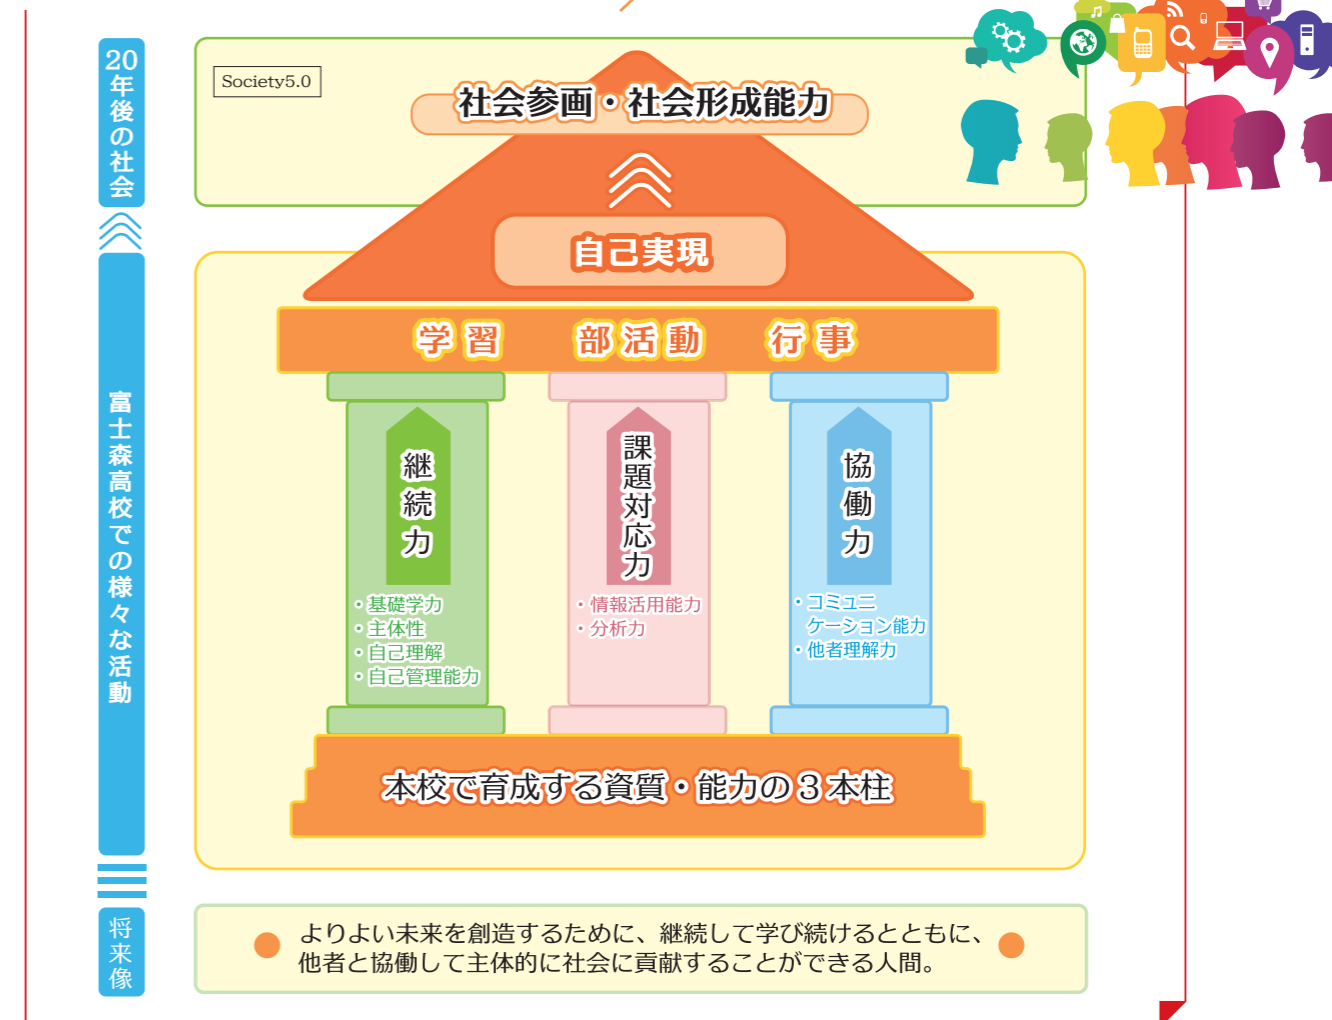 20年後の社会
Society5.0
社会参画・社会形成能力
自己実現
富士森高校での様々な活動
学習 部活動 行事
継続力
・基礎学力
・主体性
・自己理解
・自己管理能力
課題対応力
・情報活用能力
・分析力
協働力
・コミュニ
ケーション能力
・他者理解力
本校で育成する資質・能力の3本柱
将来像
よりよい未来を創造するために、継続して学び続けるとともに、
他者と協働して主体的に社会に貢献することができる人間。